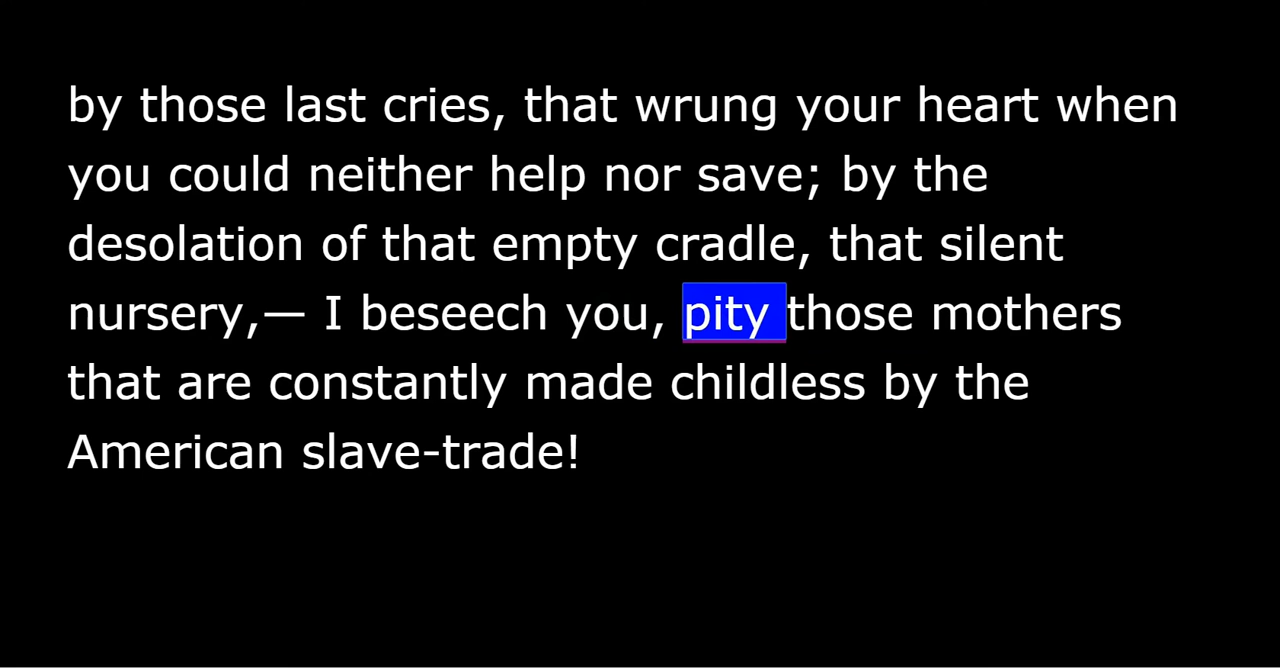 by those last cries, that wrung your heart when
you could neither help nor save; by the
desolation of that empty cradle, that silent
nursery,— I beseech you, pity those mothers
that are constantly made childless by the
American slave-trade!